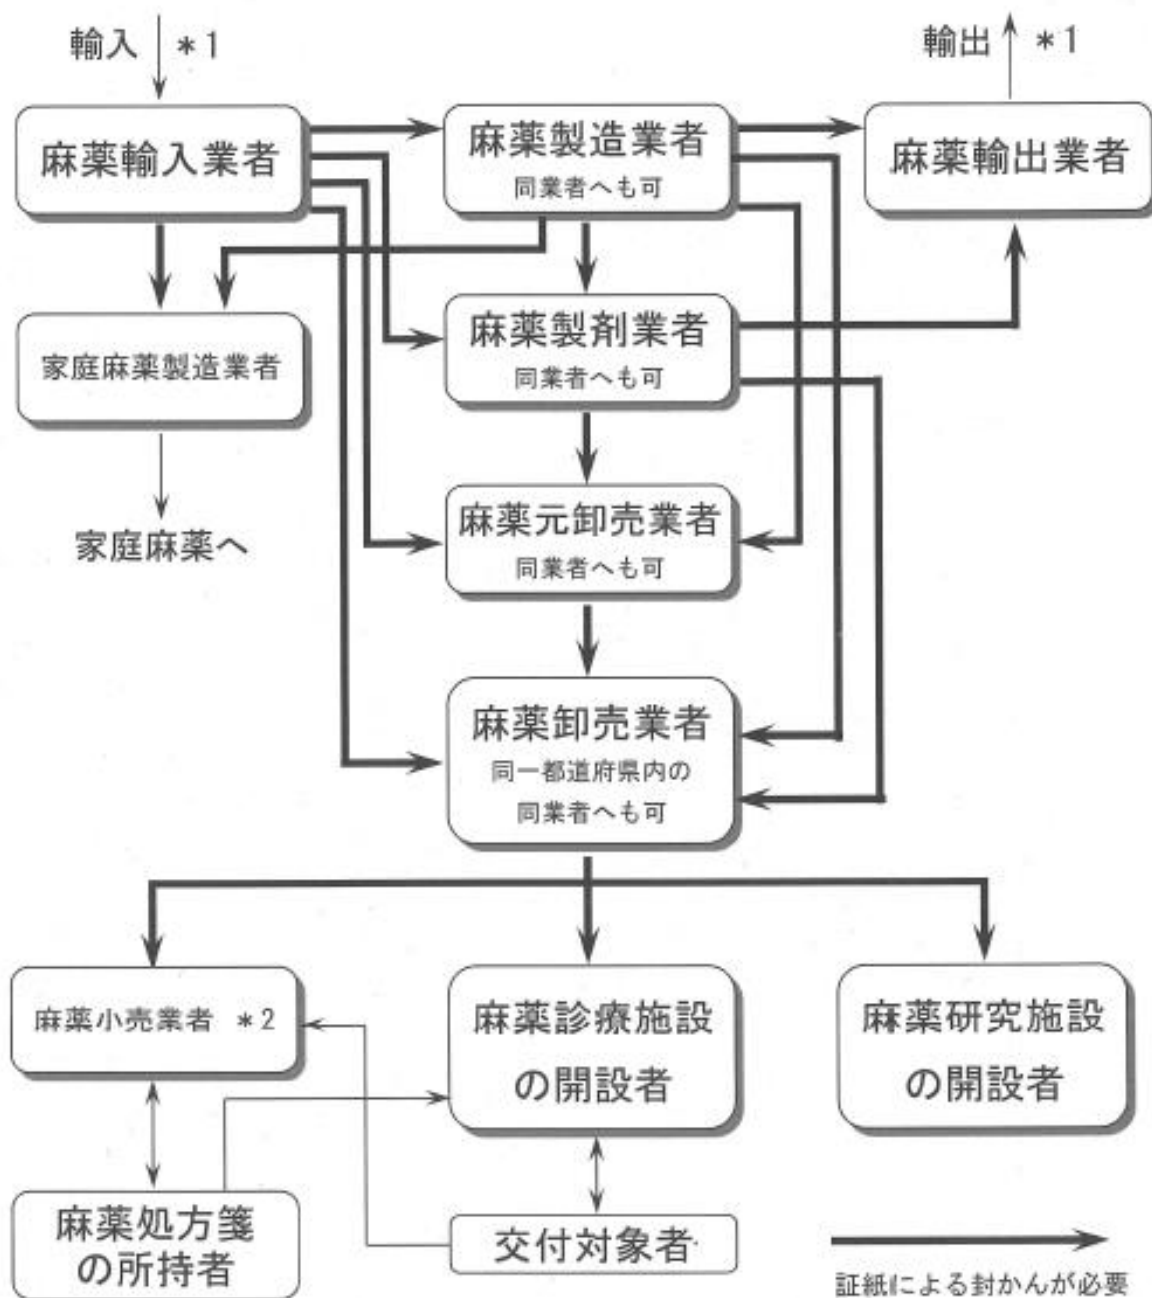 輸入 *1
輸出 *1
麻薬輸入業者
麻薬製造業者
同業者へも可
麻薬輸出業者
家庭麻薬製造業者
麻薬製剤業者
同業者へも可
家庭麻薬へ
麻薬元卸売業者
同業者へも可
麻薬卸売業者
同一都道府県内の
同業者へも可
麻薬小売業者 *2
麻薬診療施設
の開設者
麻薬研究施設
の開設者
麻薬処方箋
の所持者
交付対象者
証紙による封かんが必要